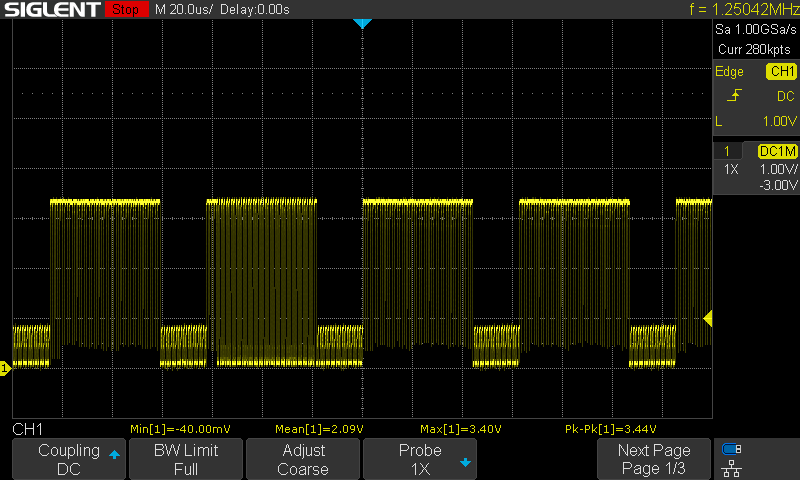 SIGLENT Stop M 20.0us/ Delay:0.00s f = 1.25042MHz
Sa 1.00GSa/s
Curr 280kpts
Edge CH1
DC
L 1.00V
1 DC1M
1X 1.00V/
-3.00V
1
CH1 Min[1]=-40.00mV Mean[1]=2.09V Max[1]=3.40V Pk-Pk[1]=3.44V
Coupling BW Limit Adjust Probe Next Page
DC Full Coarse 1X Page 1/3